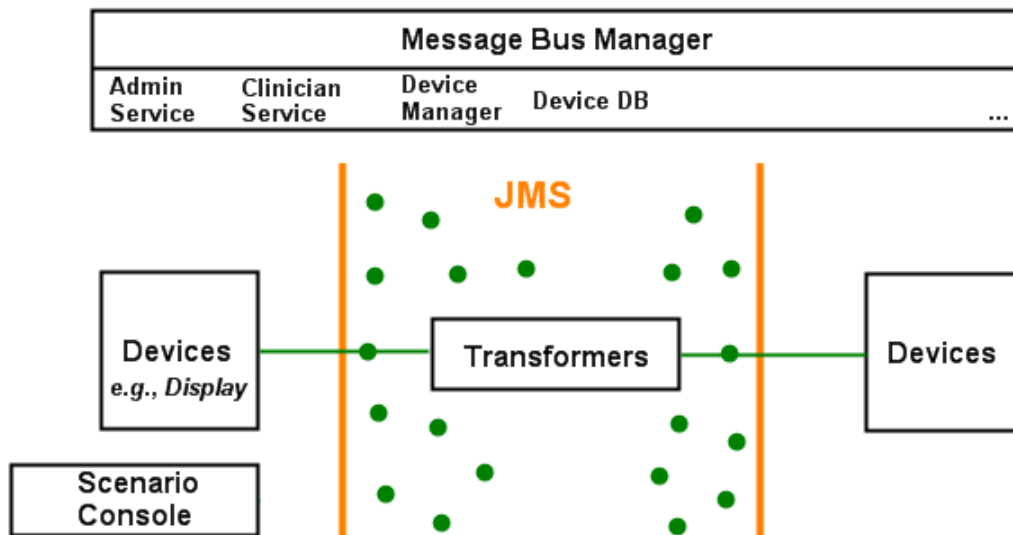 Message Bus Manager
Admin Service
Clinician Service
Device Manager
Device DB
...
JMS
Devices
e.g., Display
Transformers
Devices
Scenario
Console